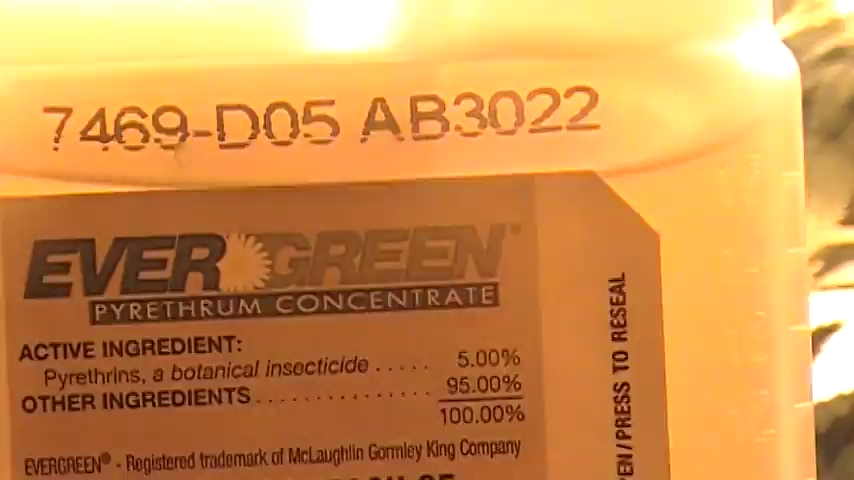 7469-D05 AB3022
EVERGREEN®
PYRETHRUM CONCENTRATE
ACTIVE INGREDIENT:
Pyrethrins, a botanical insecticide ..... 5.00%
OTHER INGREDIENTS ................ 95.00%
100.00%
EVERGREEN® - Registered trademark of McLaughlin Gormley King Company
PRESS TO RESEAL